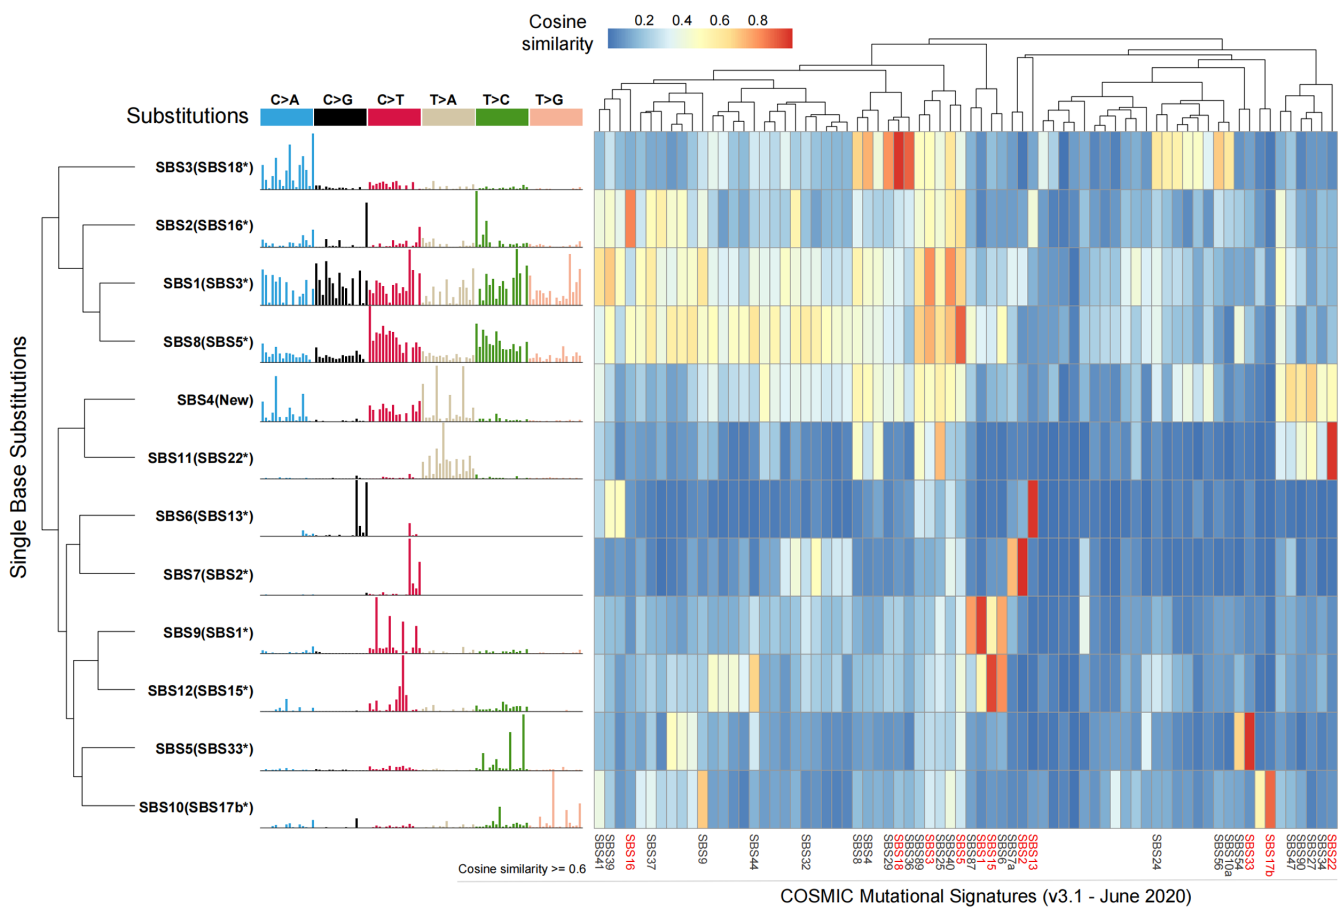 Cosine
similarity
0.2 0.4 0.6 0.8
Substitutions
C>A C>G C>T T>A T>C T>G
Single Base Substitutions
SBS3(SBS18*)
SBS2(SBS16*)
SBS1(SBS3*)
SBS8(SBS5*)
SBS4(New)
SBS11(SBS22*)
SBS6(SBS13*)
SBS7(SBS2*)
SBS9(SBS1*)
SBS12(SBS15*)
SBS5(SBS33*)
SBS10(SBS17b*)
Cosine similarity >= 0.6
SBS41
SBS39
SBS16
SBS37
SBS9
SBS44
SBS32
SBS8
SBS4
SBS29
SBS18
SBS36
SBS89
SBS3
SBS25
SBS40
SBS5
SBS87
SBS1
SBS15
SBS6
SBS7a
SBS2
SBS13
SBS24
SBS56
SBS10a
SBS54
SBS33
SBS17b
SBS47
SBS90
SBS27
SBS34
SBS22
COSMIC Mutational Signatures (v3.1 - June 2020)